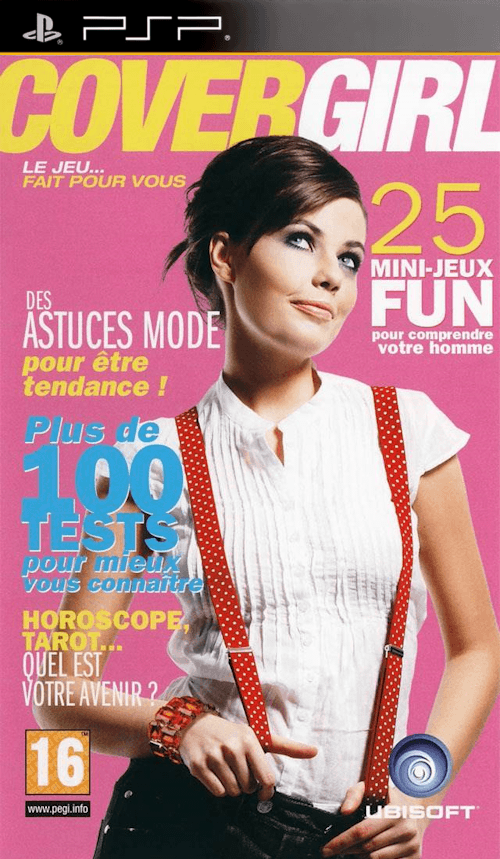 PSP®
COVERGIRL
LE JEU...
FAIT POUR VOUS
25
MINI-JEUX
FUN
pour comprendre
votre homme
DES
ASTUCES MODE
pour être
tendance !
Plus de
100
TESTS
pour mieux
vous connaître
HOROSCOPE,
TAROT...
QUEL EST
VOTRE AVENIR ?
16
www.pegi.info
UBISOFT™